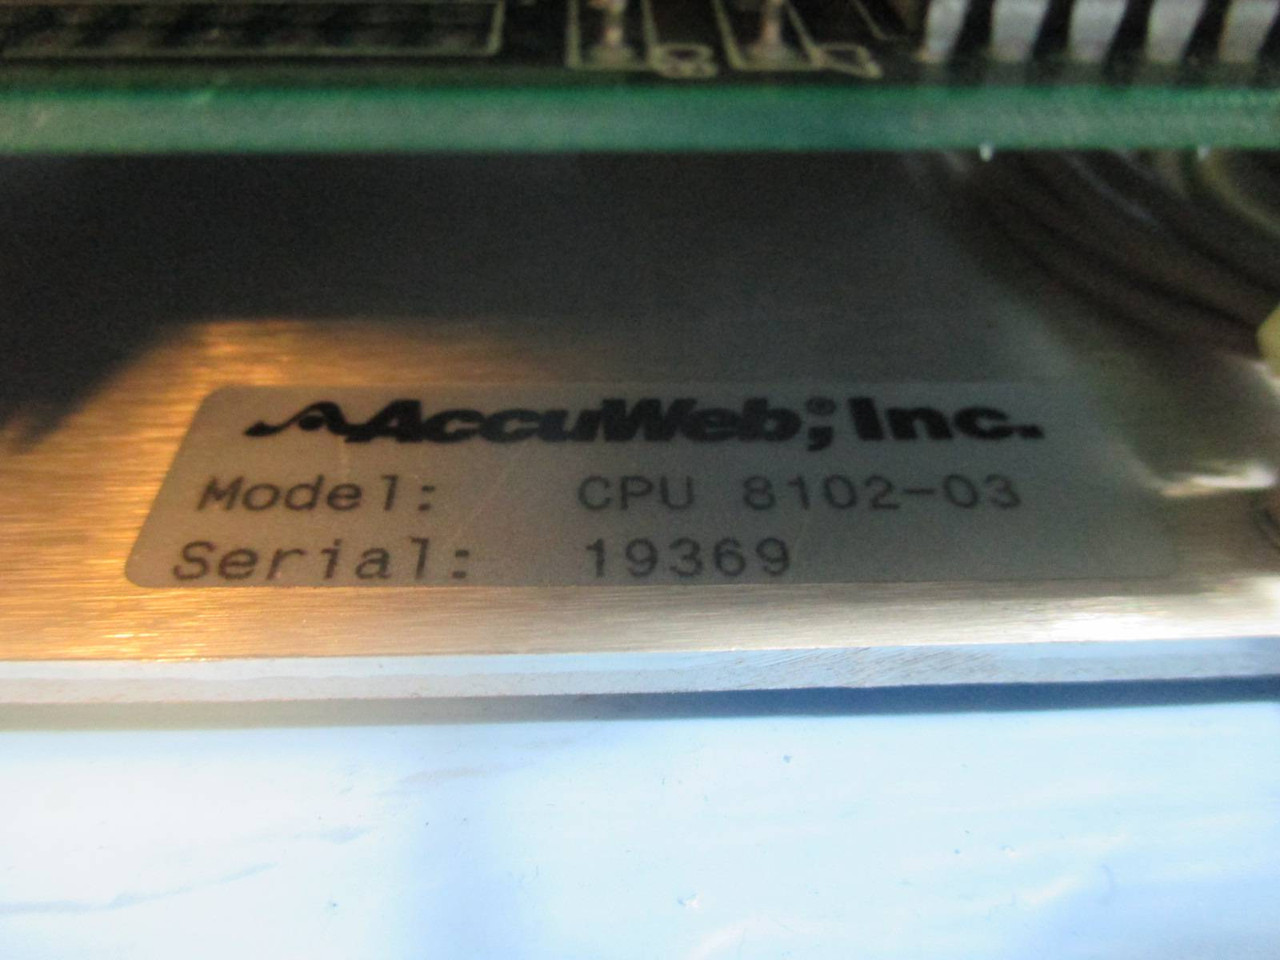 AccuWeb;® Inc.
Model: CPU 8102-03
Serial: 19369